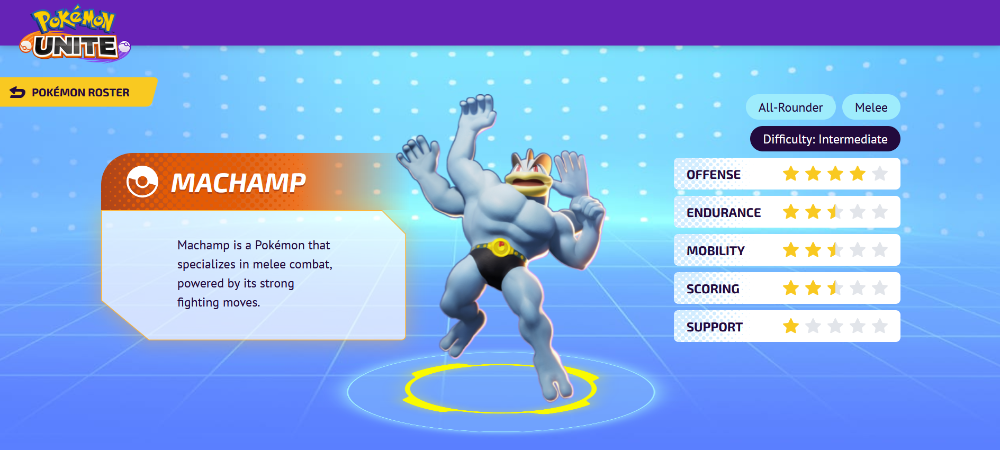 POKÉMON
UNITE
POKÉMON ROSTER
MACHAMP
Machamp is a Pokémon that
specializes in melee combat,
powered by its strong
fighting moves.
All-Rounder
Melee
Difficulty: Intermediate
OFFENSE
ENDURANCE
MOBILITY
SCORING
SUPPORT